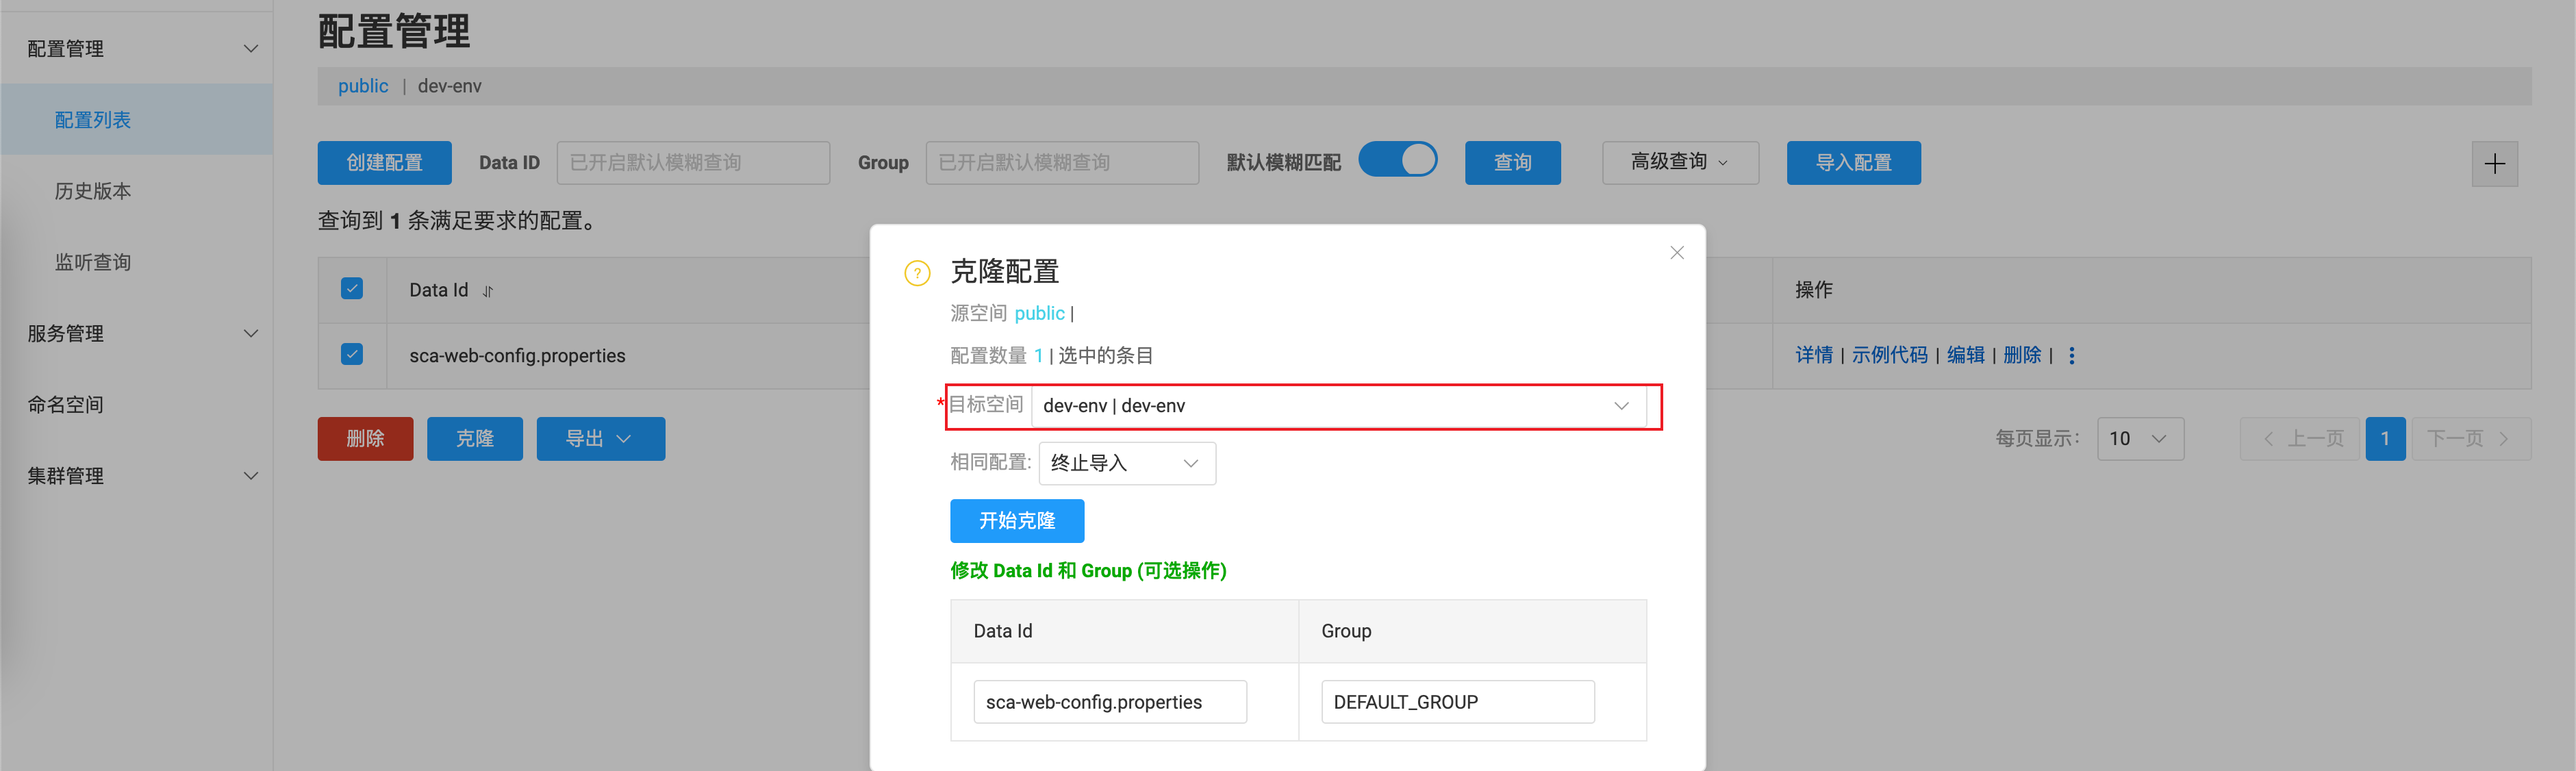 配置管理
配置列表
历史版本
监听查询
服务管理
命名空间
集群管理
配置管理
public | dev-env
创建配置 Data ID 已开启默认模糊查询 Group 已开启默认模糊查询 默认模糊匹配 查询 高级查询 导入配置
查询到 1 条满足要求的配置。
Data Id 操作
sca-web-config.properties 详情 | 示例代码 | 编辑 | 删除 |
删除 克隆 导出 每页显示： 10 上一页 1 下一页
克隆配置
源空间 public |
配置数量 1 | 选中的条目
*目标空间 dev-env | dev-env
相同配置: 终止导入
开始克隆
修改 Data Id 和 Group (可选操作)
Data Id Group
sca-web-config.properties DEFAULT_GROUP